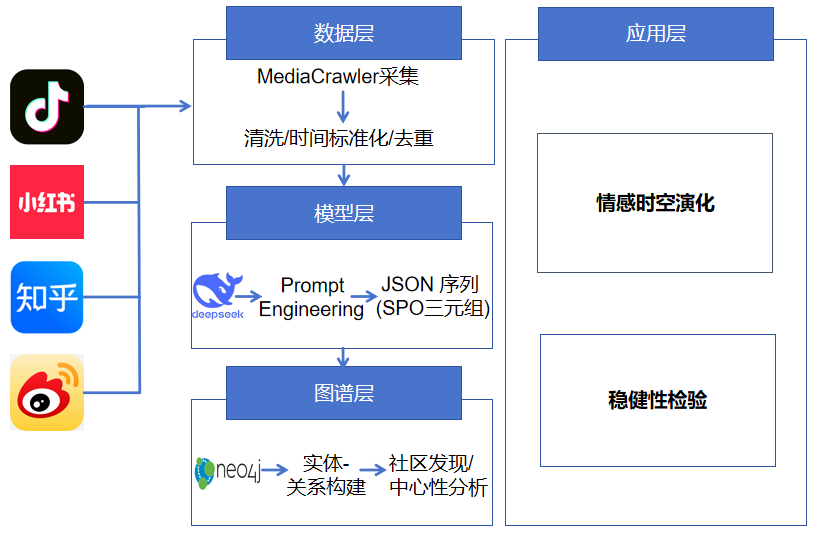 数据层
MediaCrawler采集
清洗/时间标准化/去重
小红书
知乎
模型层
deepseek
Prompt
Engineering
JSON 序列
(SPO三元组)
图谱层
neo4j
实体-
关系构建
社区发现/
中心性分析
应用层
情感时空演化
稳健性检验